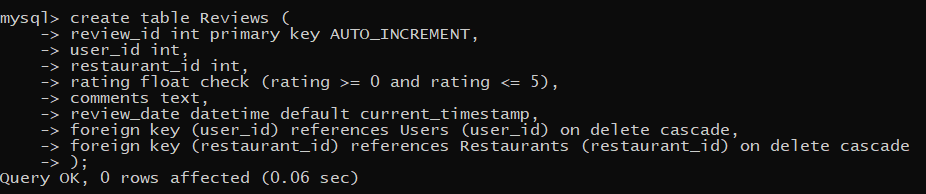 mysql> create table Reviews (
    -> review_id int primary key AUTO_INCREMENT,
    -> user_id int,
    -> restaurant_id int,
    -> rating float check (rating >= 0 and rating <= 5),
    -> comments text,
    -> review_date datetime default current_timestamp,
    -> foreign key (user_id) references Users (user_id) on delete cascade,
    -> foreign key (restaurant_id) references Restaurants (restaurant_id) on delete cascade
    -> );
Query OK, 0 rows affected (0.06 sec)